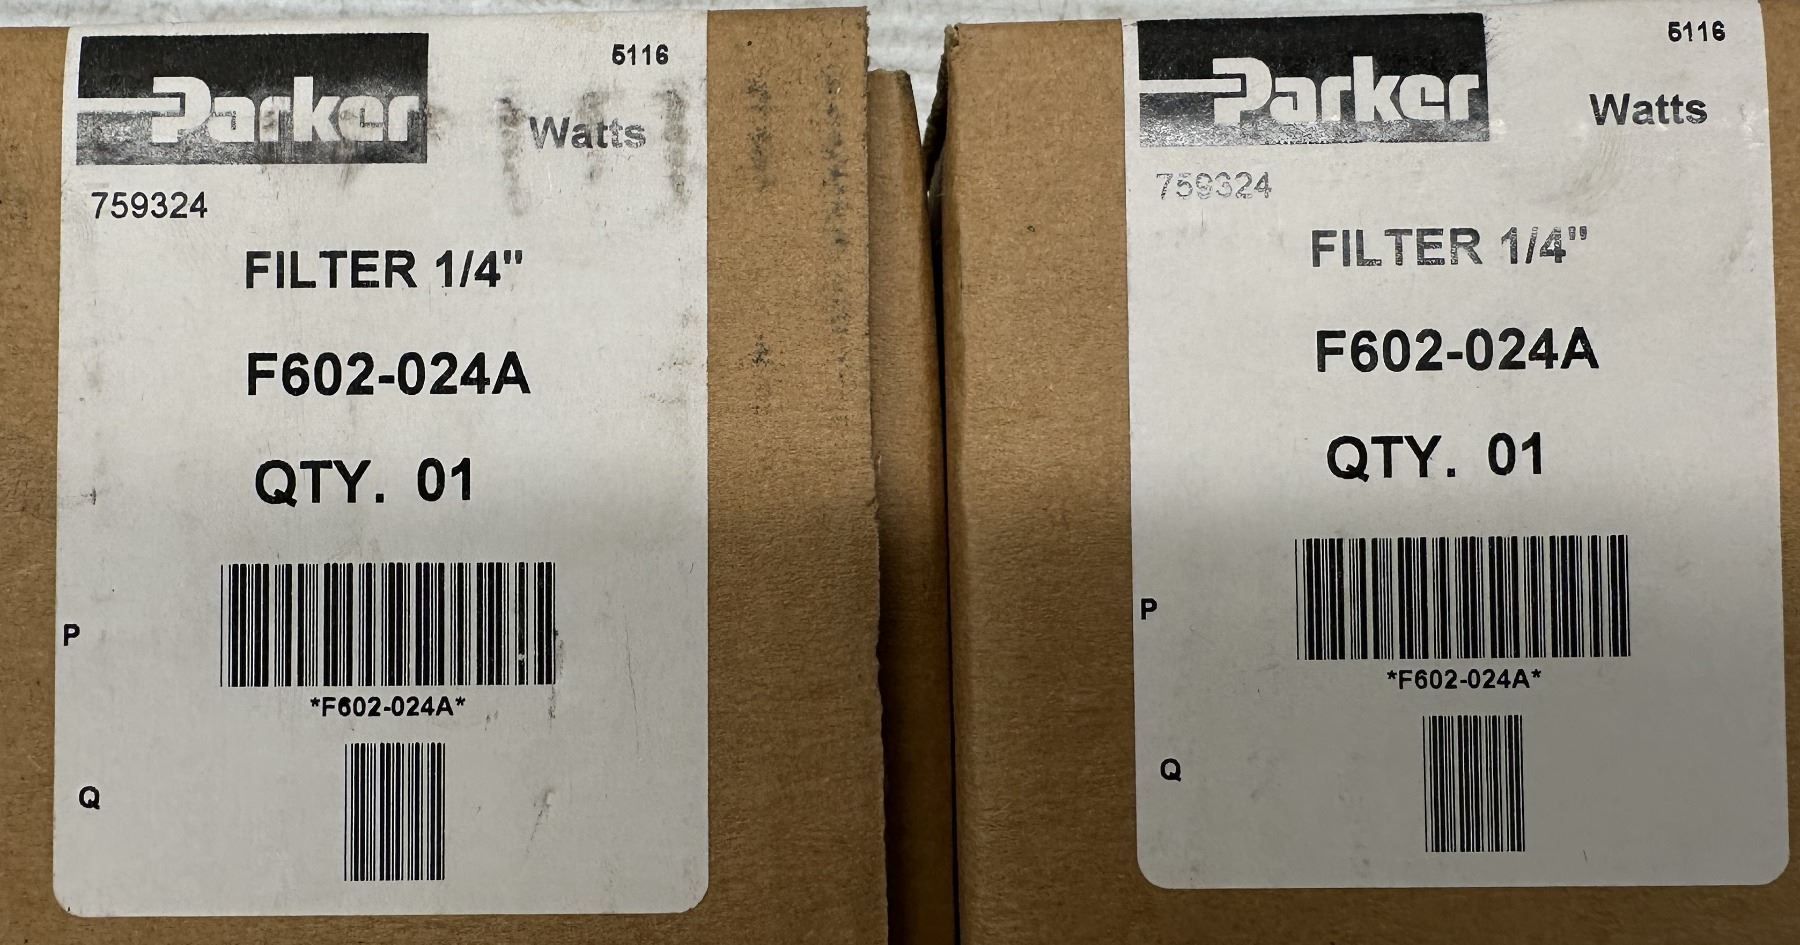 Parker
5116
Watts
759324
FILTER 1/4"
F602-024A
QTY. 01
P
*F602-024A*
Q
Parker
5116
Watts
759324
FILTER 1/4"
F602-024A
QTY. 01
P
*F602-024A*
Q